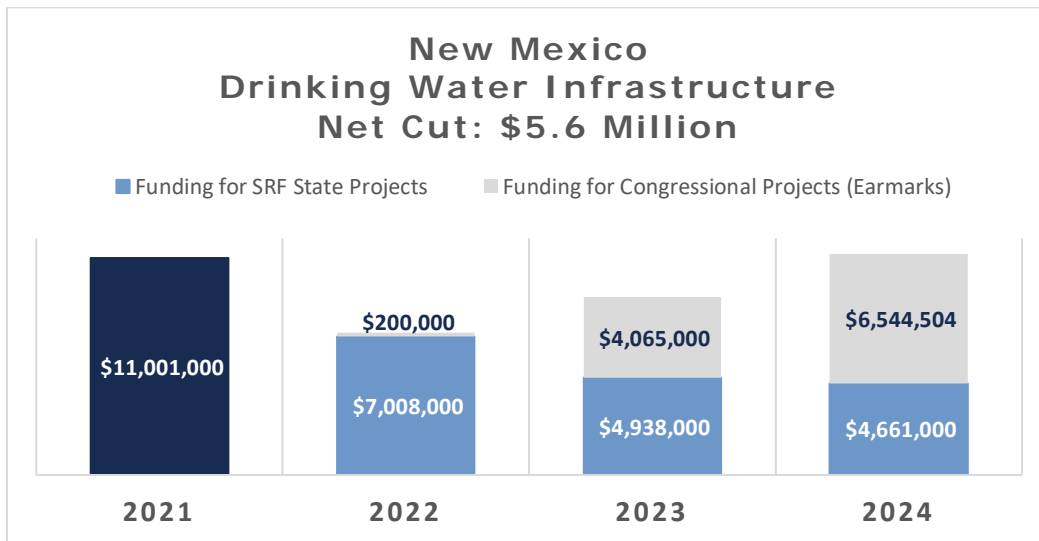 New Mexico
Drinking Water Infrastructure
Net Cut: $5.6 Million
Funding for SRF State Projects
Funding for Congressional Projects (Earmarks)
$11,001,000
$200,000
$7,008,000
$4,065,000
$4,938,000
$6,544,504
$4,661,000
2021
2022
2023
2024